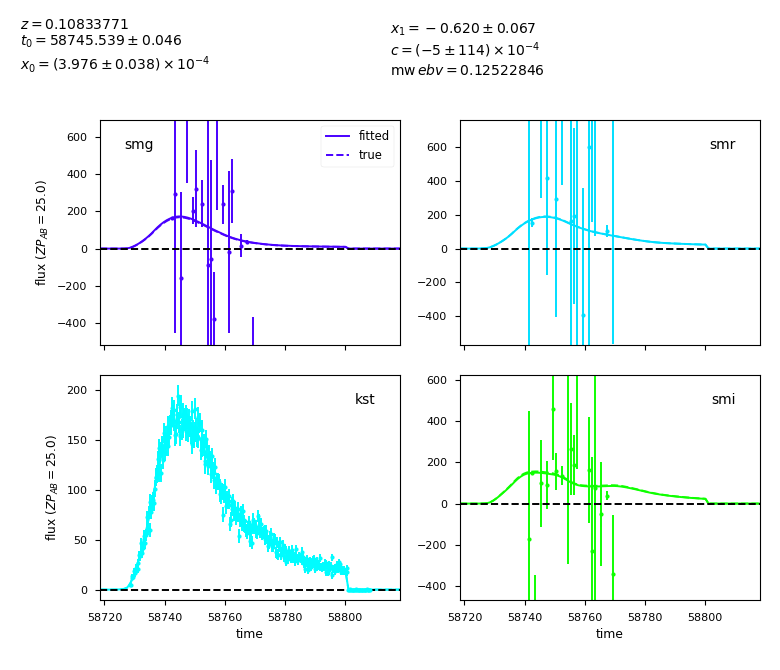 z = 0.10833771
t₀ = 58745.539 ± 0.046
x₀ = (3.976 ± 0.038) × 10⁻⁴
x₁ = −0.620 ± 0.067
c = (−5 ± 114) × 10⁻⁴
mw ebv = 0.12522846
smg
fitted
true
600
400
200
0
−200
−400
flux (ZP_AB = 25.0)
smr
600
400
200
0
−200
−400
kst
200
150
100
50
0
flux (ZP_AB = 25.0)
58720 58740 58760 58780 58800
time
smi
600
400
200
0
−200
−400
58720 58740 58760 58780 58800
time